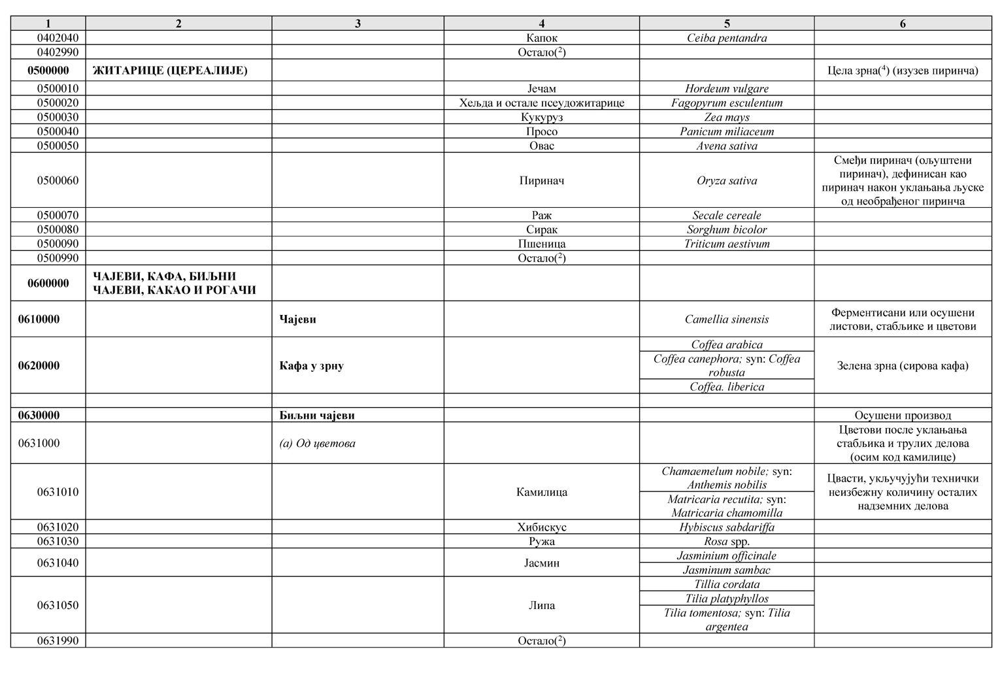 1 2 3 4 5 6
0402040 Капок Ceiba pentandra
0402990 Остало(²)
0500000 ЖИТАРИЦЕ (ЦЕРЕАЛИЈЕ) Цела зрна(⁴) (изузев пиринча)
0500010 Јечам Hordeum vulgare
0500020 Хељда и остале псеудожитарице Fagopyrum esculentum
0500030 Кукуруз Zea mays
0500040 Просо Panicum miliaceum
0500050 Овас Avena sativa
0500060 Пиринач Oryza sativa
Смеђи пиринач (ољуштени
пиринач), дефинисан као
пиринач након уклањања љуске
од необрађеног пиринча
0500070 Раж Secale cereale
0500080 Сирак Sorghum bicolor
0500090 Пшеница Triticum aestivum
0500990 Остало(²)
0600000
ЧАЈЕВИ, КАФА, БИЉНИ
ЧАЈЕВИ, КАКАО И РОГАЧИ
0610000 Чајеви Camellia sinensis
Ферментисани или осушени
листови, стабљике и цветови
0620000 Кафа у зрну
Coffea arabica
Coffea canephora; syn: Coffea
robusta
Coffea. liberica
Зелена зрна (сирова кафа)
0630000 Биљни чајеви Осушени производ
0631000 (а) Од цветова
Цветови после уклањања
стабљика и трулих делова
(осим код камилице)
0631010 Камилица
Chamaemelum nobile; syn:
Anthemis nobilis
Matricaria recutita; syn:
Matricaria chamomilla
Цвасти, укључујући технички
неизбежну количину осталих
надземних делова
0631020 Хибискус Hybiscus sabdariffa
0631030 Ружа Rosa spp.
0631040 Јасмин
Jasminium officinale
Jasminum sambac
0631050 Липа
Tillia cordata
Tilia platyphyllos
Tilia tomentosa; syn: Tilia
argentea
0631990 Остало(²)